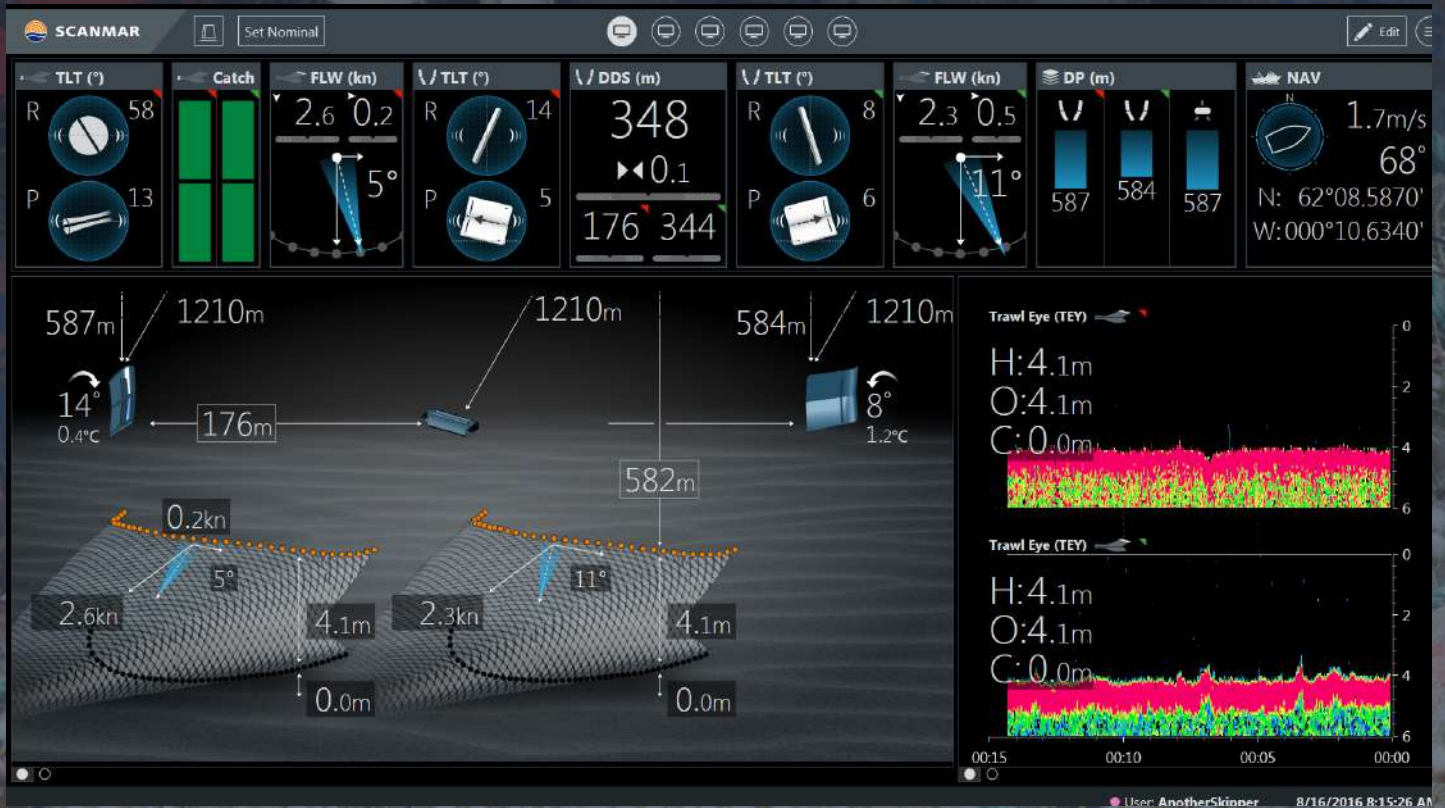 SCANMAR
Set Nominal
Edit
TLT (°)
R 58
P 13
Catch
FLW (kn)
2.6 0.2
5°
TLT (°)
R 14
P 5
DDS (m)
348
0.1
176 344
TLT (°)
R 8
P 6
FLW (kn)
2.3 0.5
11°
DP (m)
587 584 587
NAV
N
1.7m/s
68°
N: 62°08.5870'
W:000°10.6340'
587m 1210m 1210m 584m 1210m
14°
0.4°C
176m
8°
1.2°C
582m
0.2kn
5°
2.6kn
4.1m
0.0m
11°
2.3kn
4.1m
0.0m
Trawl Eye (TEY)
H:4.1m
O:4.1m
C:0.0m
0
2
4
6
Trawl Eye (TEY)
H:4.1m
O:4.1m
C:0.0m
0
2
4
6
00:15 00:10 00:05 00:00
User: AnotherSkipper 8/16/2016 8:15:26 AM